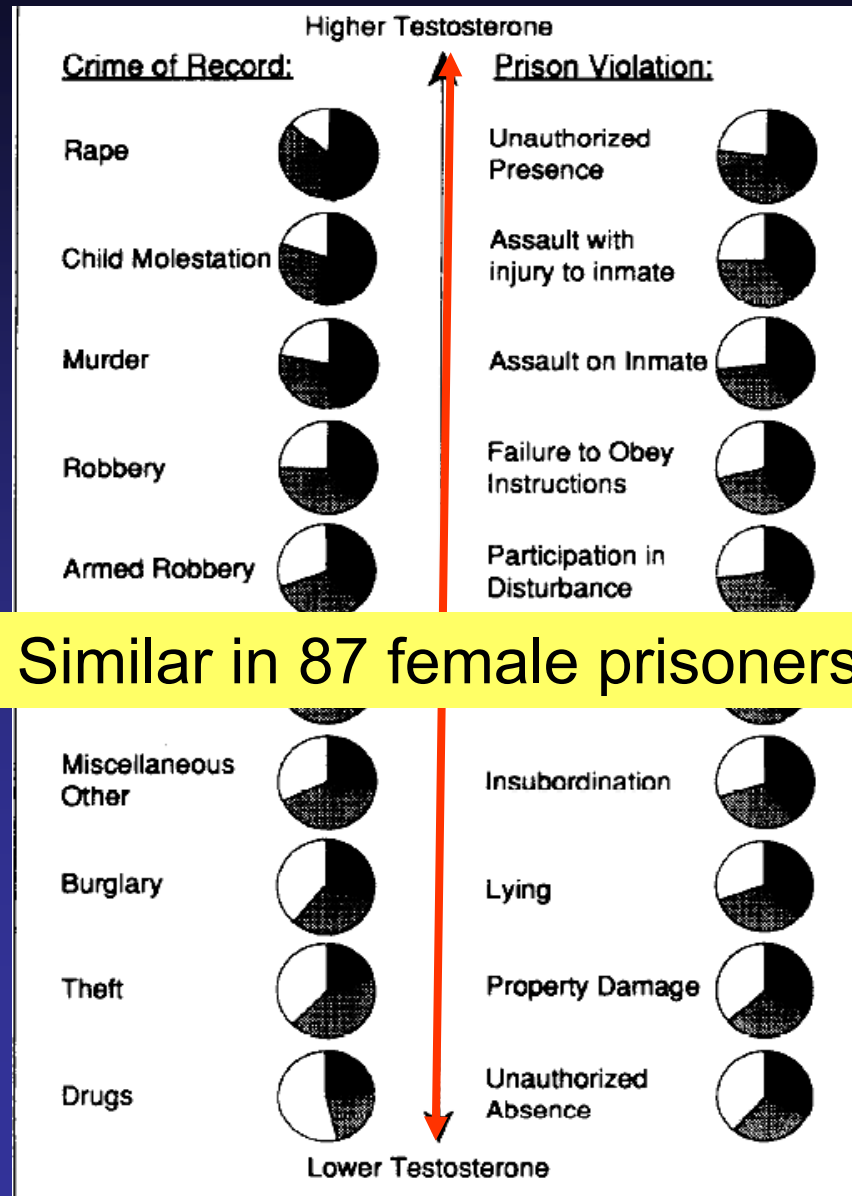 Higher Testosterone
Crime of Record:
Prison Violation:
Rape
Unauthorized
Presence
Child Molestation
Assault with
injury to inmate
Murder
Assault on Inmate
Robbery
Failure to Obey
Instructions
Armed Robbery
Participation in
Disturbance
Similar in 87 female prisoners
Miscellaneous
Other
Insubordination
Burglary
Lying
Theft
Property Damage
Drugs
Unauthorized
Absence
Lower Testosterone